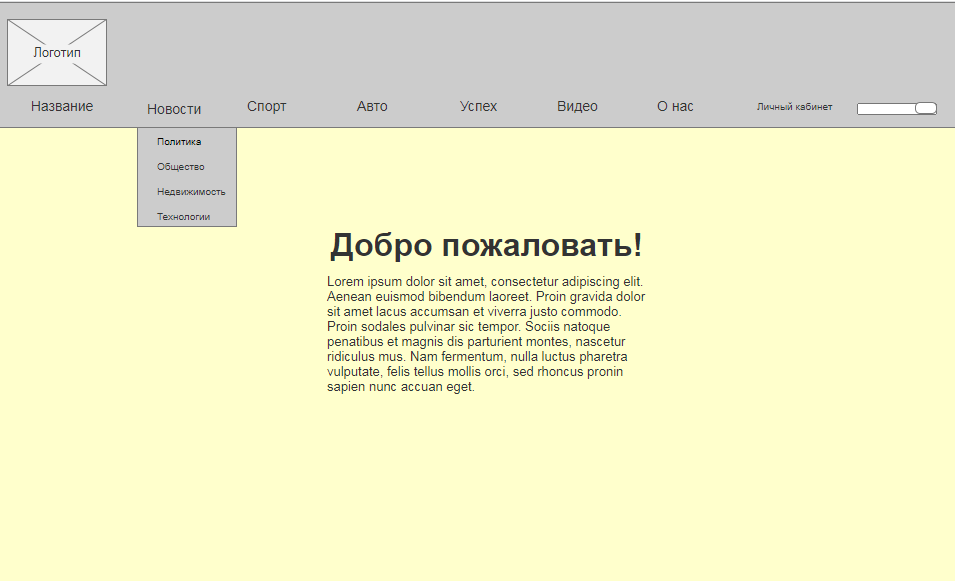 Логотип
Название Новости Спорт Авто Успех Видео О нас Личный кабинет
Политика
Общество
Недвижимость
Технологии
Добро пожаловать!
Lorem ipsum dolor sit amet, consectetur adipiscing elit.
Aenean euismod bibendum laoreet. Proin gravida dolor
sit amet lacus accumsan et viverra justo commodo.
Proin sodales pulvinar sic tempor. Sociis natoque
penatibus et magnis dis parturient montes, nascetur
ridiculus mus. Nam fermentum, nulla luctus pharetra
vulputate, felis tellus mollis orci, sed rhoncus pronin
sapien nunc accuan eget.